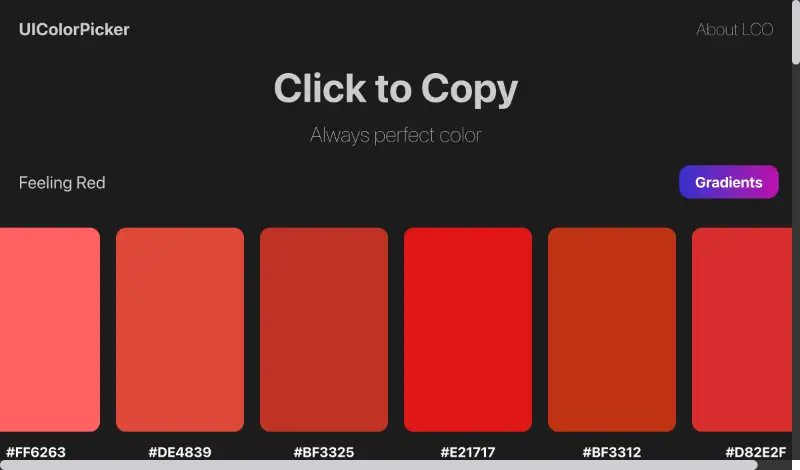 UIColorPicker
About LCO
Click to Copy
Always perfect color
Feeling Red
Gradients
#FF6263
#DE4839
#BF3325
#E21717
#BF3312
#D82E2F